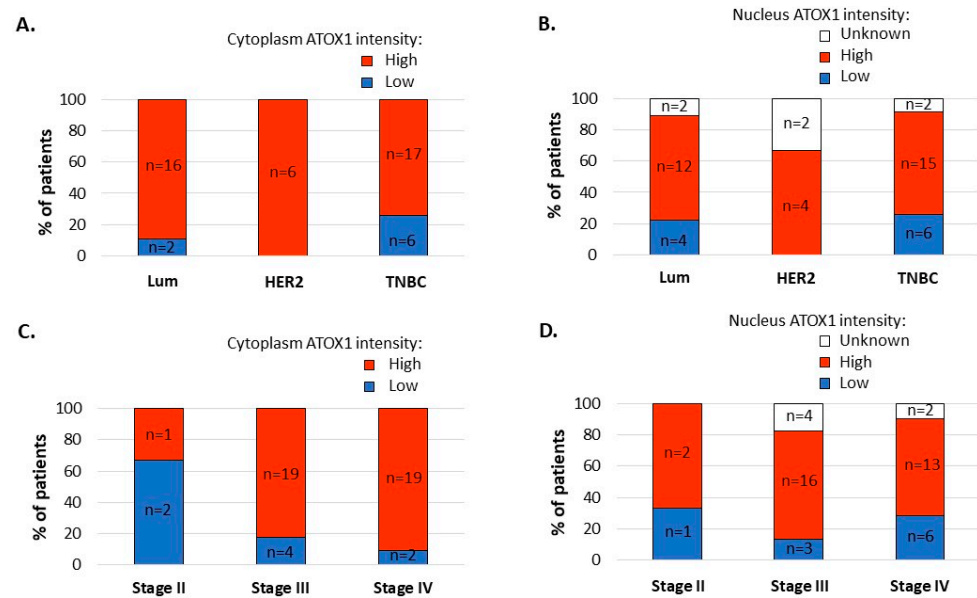 A.
Cytoplasm ATOX1 intensity:
High
Low
% of patients
100
80
60
40
20
0
n=16
n=2
n=6
n=17
n=6
Lum
HER2
TNBC
B.
Nucleus ATOX1 intensity:
Unknown
High
Low
% of patients
100
80
60
40
20
0
n=2
n=12
n=4
n=2
n=4
n=2
n=15
n=6
Lum
HER2
TNBC
C.
Cytoplasm ATOX1 intensity:
High
Low
% of patients
100
80
60
40
20
0
n=1
n=2
n=19
n=4
n=19
n=2
Stage II
Stage III
Stage IV
D.
Nucleus ATOX1 intensity:
Unknown
High
Low
% of patients
100
80
60
40
20
0
n=2
n=1
n=4
n=16
n=3
n=2
n=13
n=6
Stage II
Stage III
Stage IV